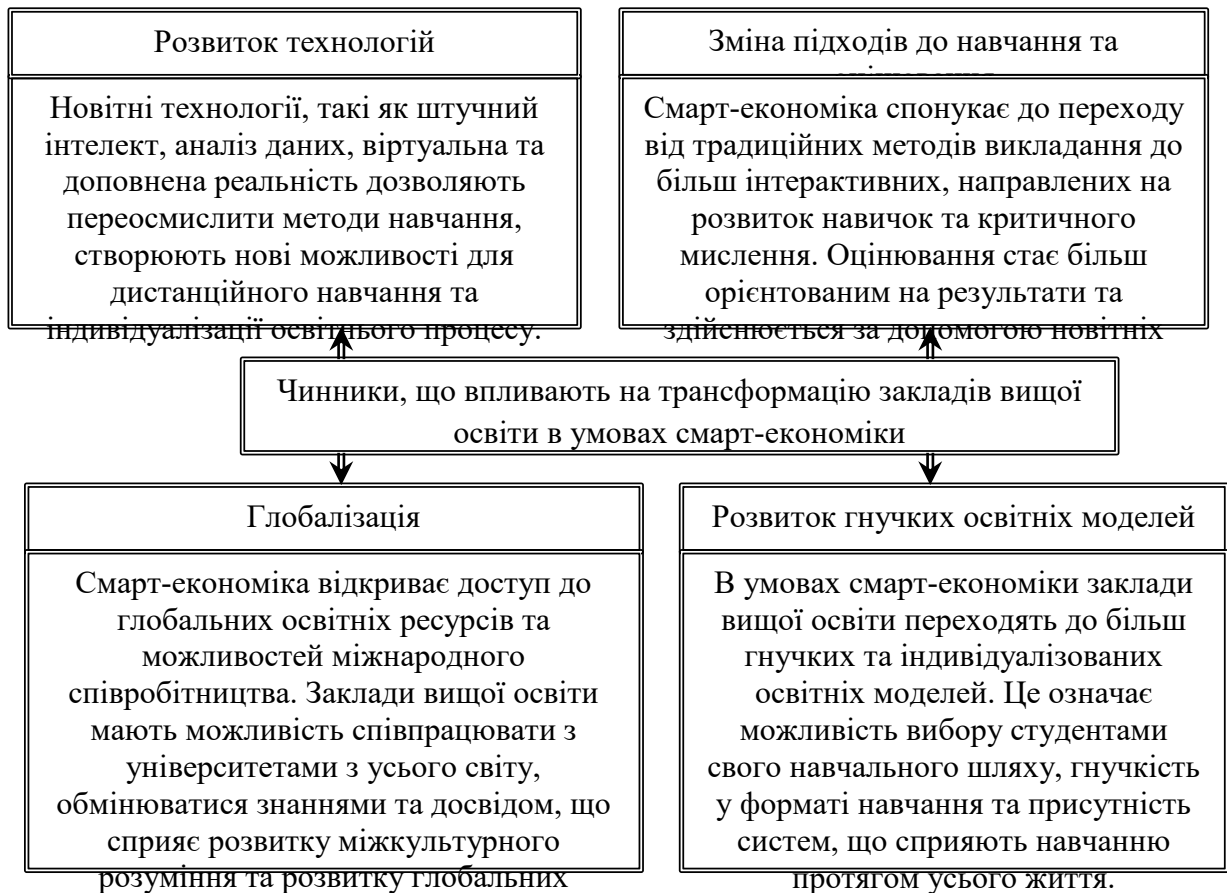 Розвиток технологій
Новітні технології, такі як штучний
інтелект, аналіз даних, віртуальна та
доповнена реальність дозволяють
переосмислити методи навчання,
створюють нові можливості для
дистанційного навчання та
індивідуалізації освітнього процесу.
Зміна підходів до навчання та
Смарт-економіка спонукає до переходу
від традиційних методів викладання до
більш інтерактивних, направлених на
розвиток навичок та критичного
мислення. Оцінювання стає більш
орієнтованим на результати та
здійснюється за допомогою новітніх
Чинники, що впливають на трансформацію закладів вищої
освіти в умовах смарт-економіки
Глобалізація
Смарт-економіка відкриває доступ до
глобальних освітніх ресурсів та
можливостей міжнародного
співробітництва. Заклади вищої освіти
мають можливість співпрацювати з
університетами з усього світу,
обмінюватися знаннями та досвідом, що
сприяє розвитку міжкультурного
розуміння та розвитку глобальних
Розвиток гнучких освітніх моделей
В умовах смарт-економіки заклади
вищої освіти переходять до більш
гнучких та індивідуалізованих
освітніх моделей. Це означає
можливість вибору студентами
свого навчального шляху, гнучкість
у форматі навчання та присутність
систем, що сприяють навчанню
протягом усього життя.